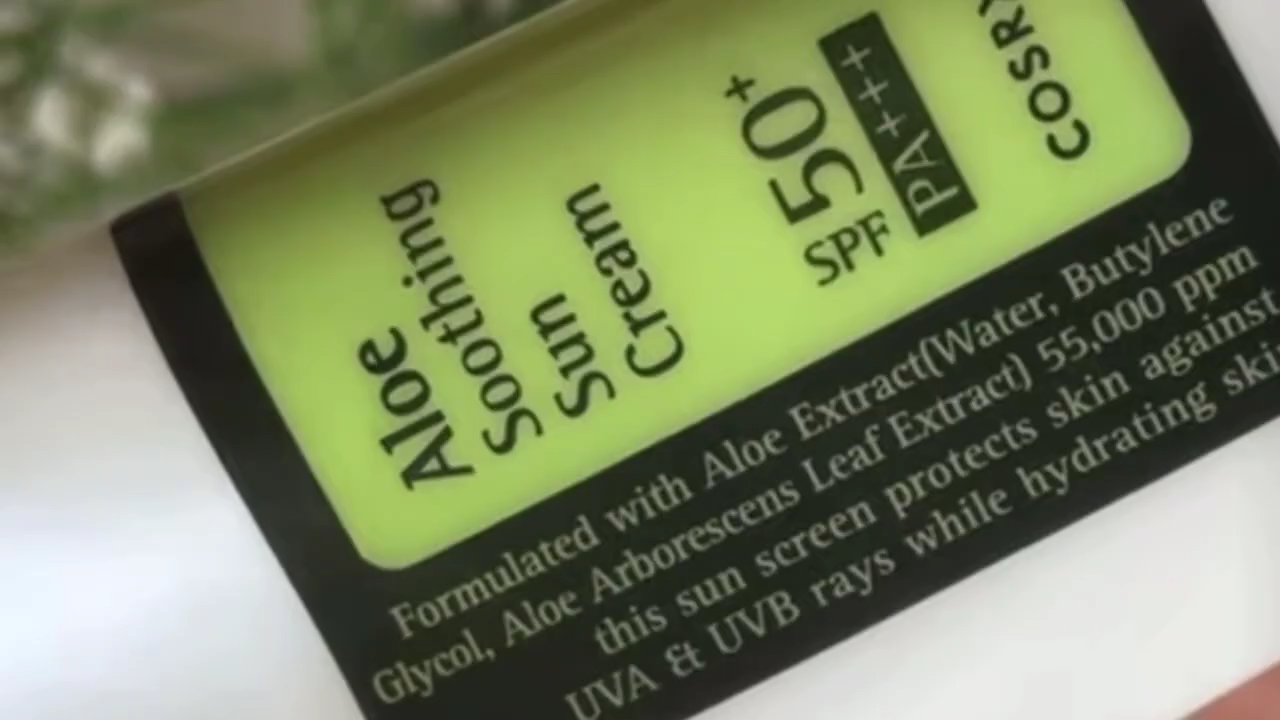 Aloe
Soothing
Sun
Cream
SPF 50+
PA++++
Formulated with Aloe Extract(Water, Butylene
Glycol, Aloe Arborescens Leaf Extract) 55,000 ppm
this sun screen protects skin against
UVA & UVB rays while hydrating